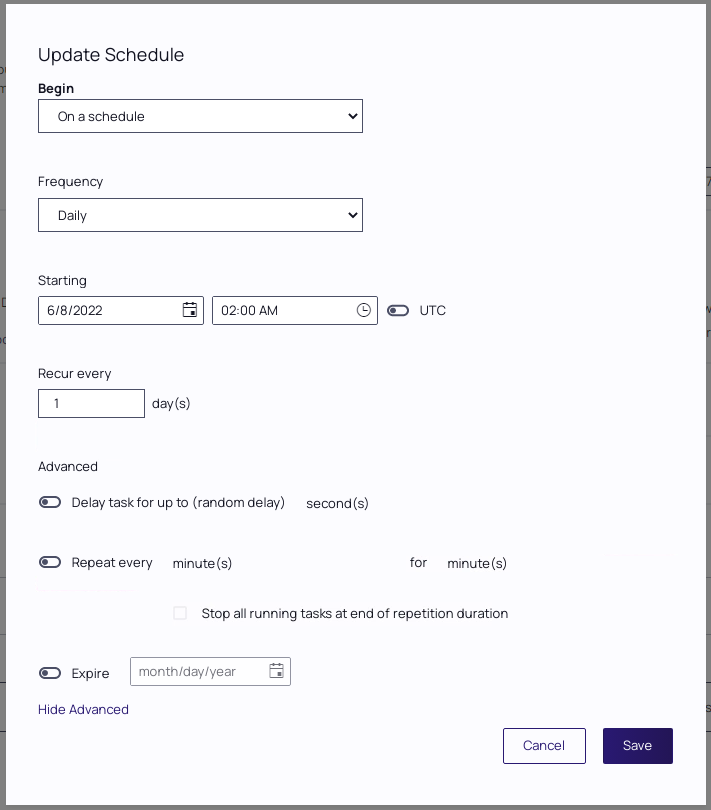 Update Schedule
Begin
On a schedule
Frequency
Daily
Starting
6/8/2022 02:00 AM UTC
Recur every
1 day(s)
Advanced
Delay task for up to (random delay) second(s)
Repeat every minute(s) for minute(s)
Stop all running tasks at end of repetition duration
Expire month/day/year
Hide Advanced
Cancel Save